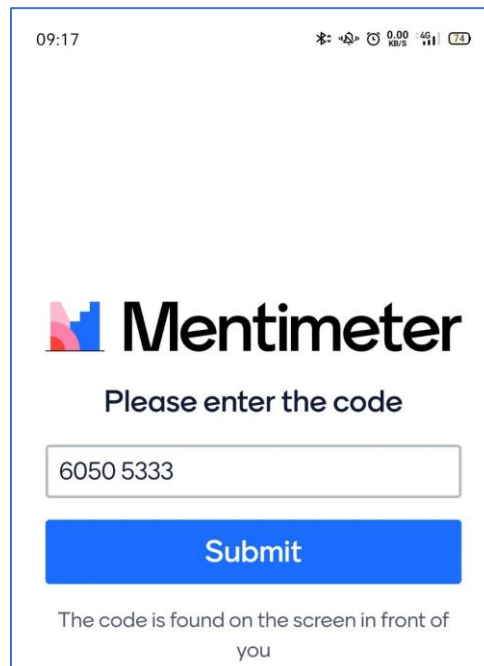 09:17 0.00 KB/S 4G 74
Mentimeter
Please enter the code
6050 5333
Submit
The code is found on the screen in front of
you